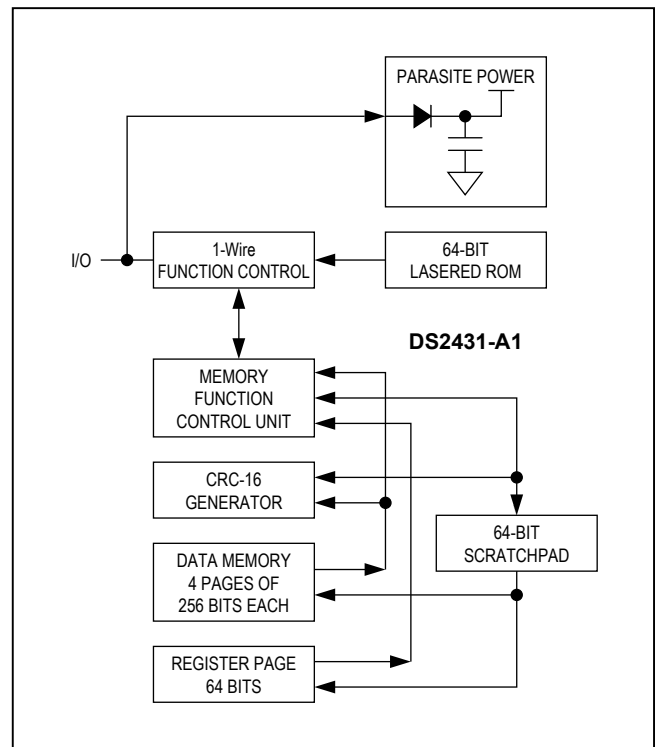 PARASITE POWER
I/O
1-Wire
FUNCTION CONTROL
64-BIT
LASERED ROM
DS2431-A1
MEMORY
FUNCTION
CONTROL UNIT
CRC-16
GENERATOR
64-BIT
SCRATCHPAD
DATA MEMORY
4 PAGES OF
256 BITS EACH
REGISTER PAGE
64 BITS